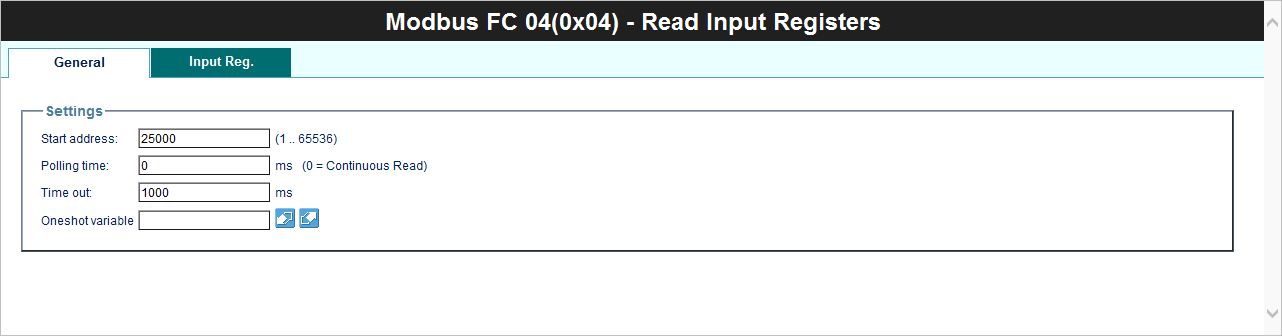 Modbus FC 04(0x04) - Read Input Registers
General Input Reg.
Settings
Start address: 25000 (1 .. 65536)
Polling time: 0 ms (0 = Continuous Read)
Time out: 1000 ms
Oneshot variable